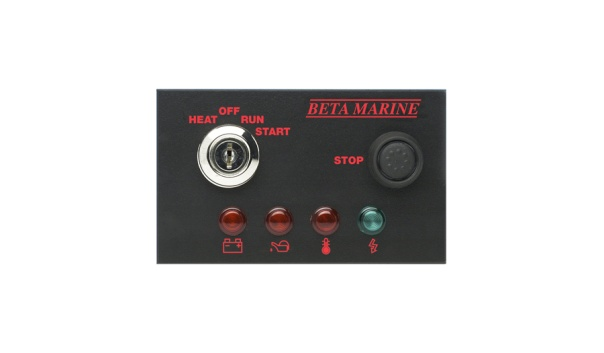 BETA MARINE
OFF
HEAT RUN
START
STOP